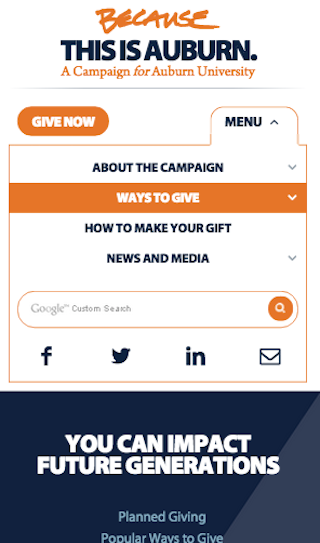 BECAUSE
THIS IS AUBURN.
A Campaign for Auburn University
GIVE NOW
MENU
ABOUT THE CAMPAIGN
WAYS TO GIVE
HOW TO MAKE YOUR GIFT
NEWS AND MEDIA
Google™ Custom Search
YOU CAN IMPACT
FUTURE GENERATIONS
Planned Giving
Popular Ways to Give